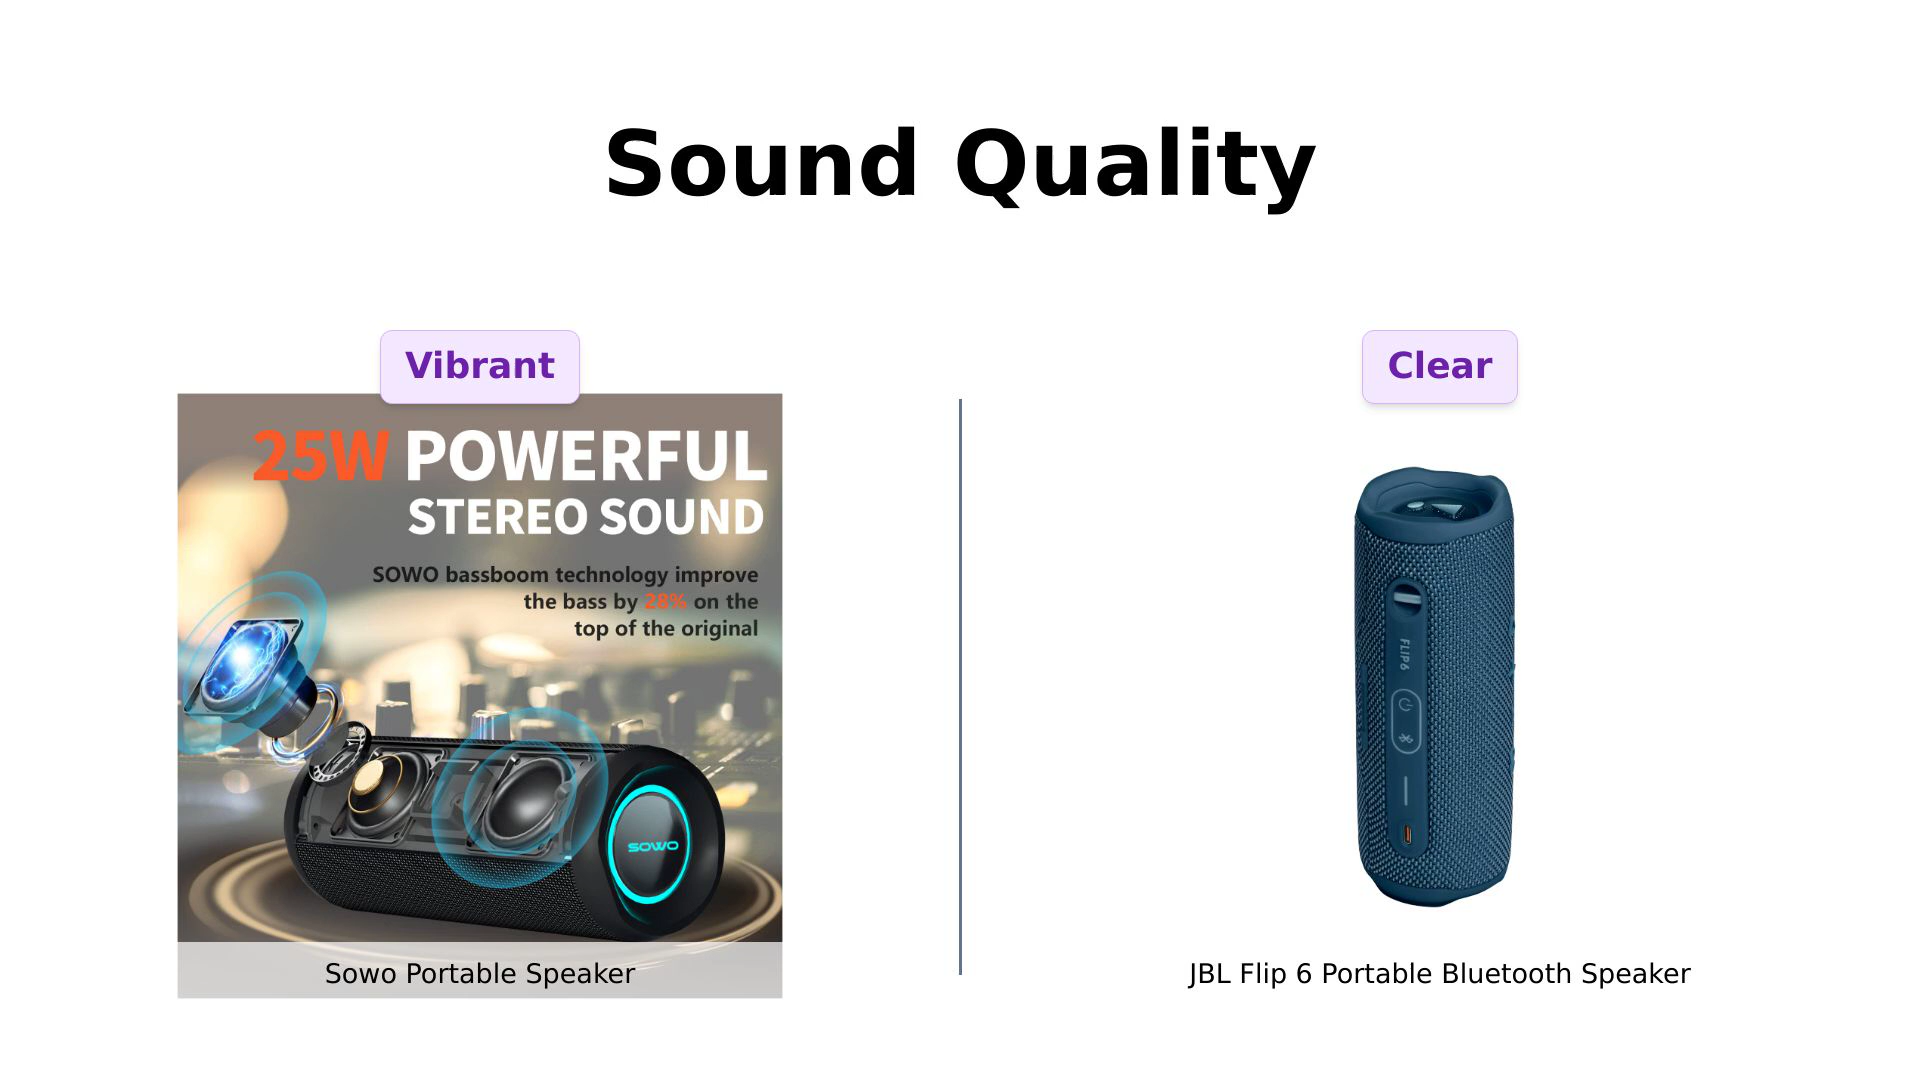 Sound Quality
Vibrant
25W POWERFUL
STEREO SOUND
SOWO bassboom technology improve
the bass by 28% on the
top of the original
SOWO
Sowo Portable Speaker
Clear
FLIP6
JBL Flip 6 Portable Bluetooth Speaker